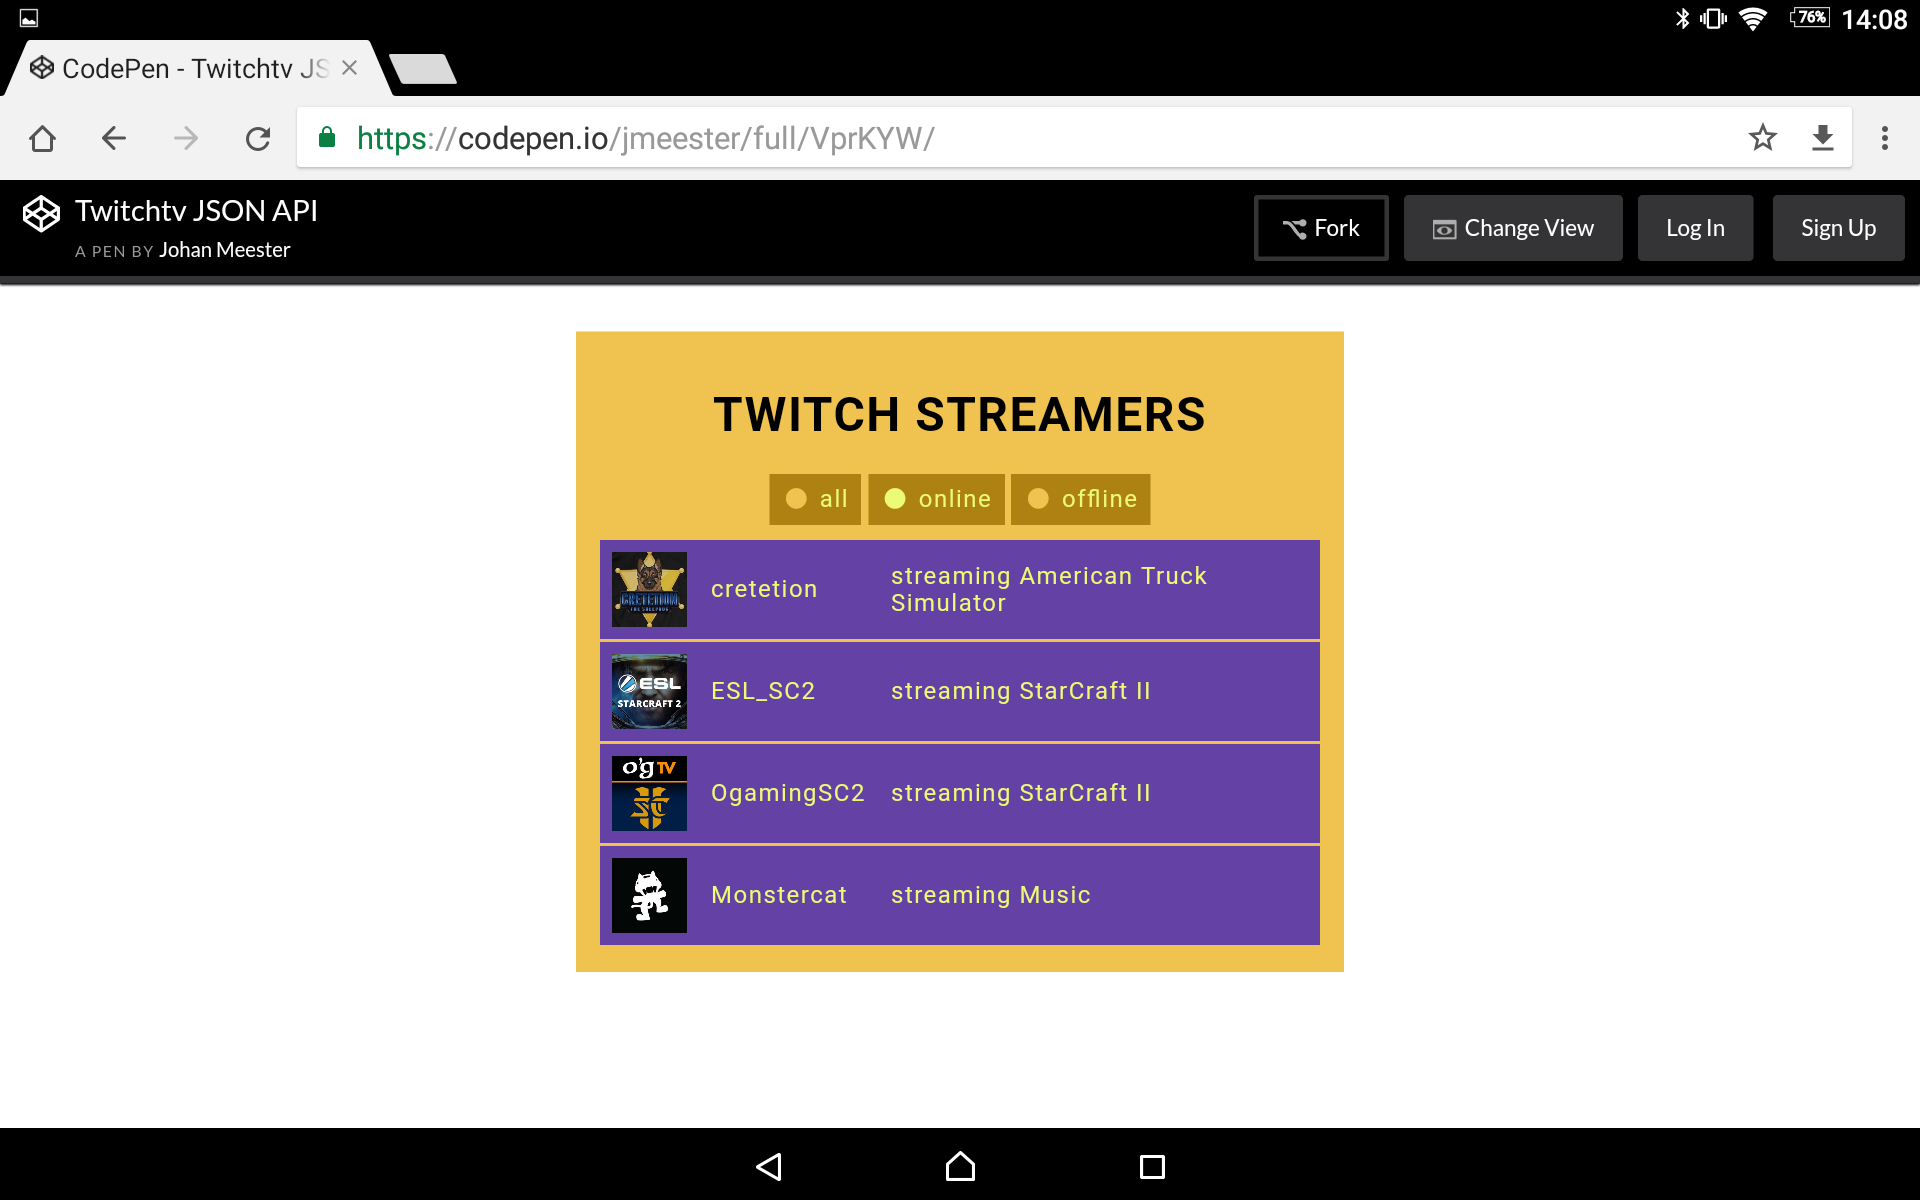 76% 14:08
CodePen - Twitchtv JS
https://codepen.io/jmeester/full/VprKYW/
Twitchtv JSON API
A PEN BY Johan Meester
Fork Change View Log In Sign Up
TWITCH STREAMERS
all online offline
CRETETION
cretetion
streaming American Truck
Simulator
ESL
STARCRAFT 2
ESL_SC2 streaming StarCraft II
o'g TV
OgamingSC2 streaming StarCraft II
Monstercat streaming Music